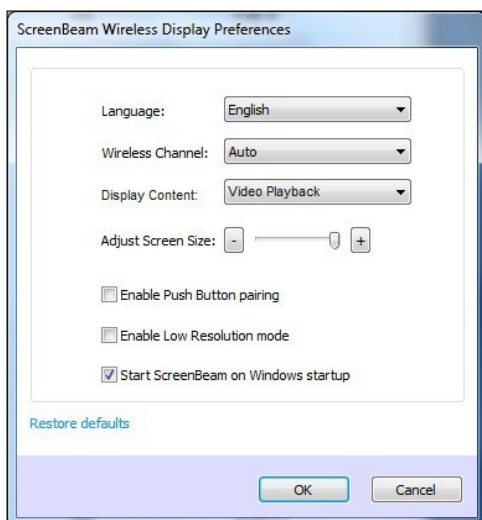 ScreenBeam Wireless Display Preferences
Language: English
Wireless Channel: Auto
Display Content: Video Playback
Adjust Screen Size: - +
Enable Push Button pairing
Enable Low Resolution mode
Start ScreenBeam on Windows startup
Restore defaults
OK Cancel